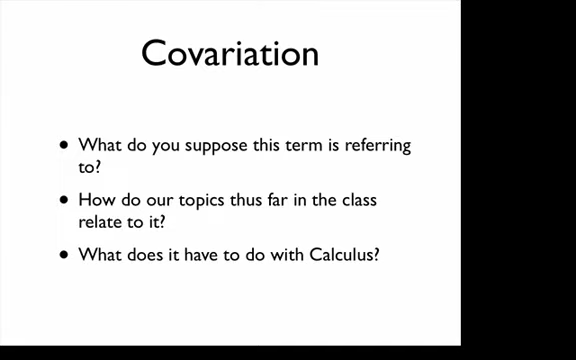 Covariation
• What do you suppose this term is referring
to?
• How do our topics thus far in the class
relate to it?
• What does it have to do with Calculus?